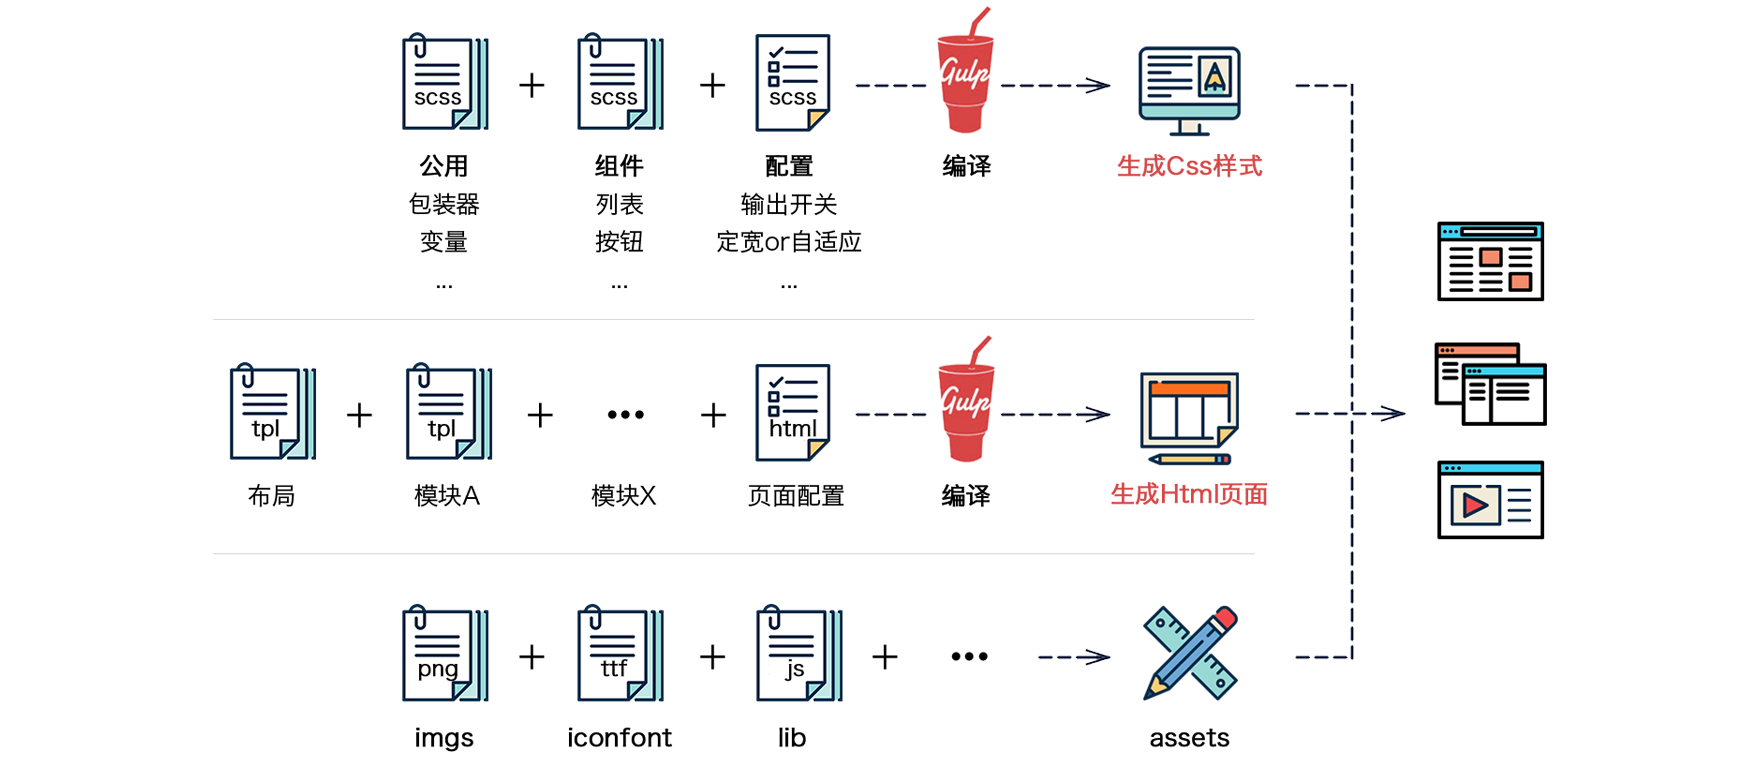 scss
scss
scss
Gulp
公用
组件
配置
编译
生成Css样式
包装器
列表
输出开关
变量
按钮
定宽or自适应
...
...
...
tpl
tpl
...
html
Gulp
布局
模块A
模块X
页面配置
编译
生成Html页面
png
ttf
js
...
imgs
iconfont
lib
assets